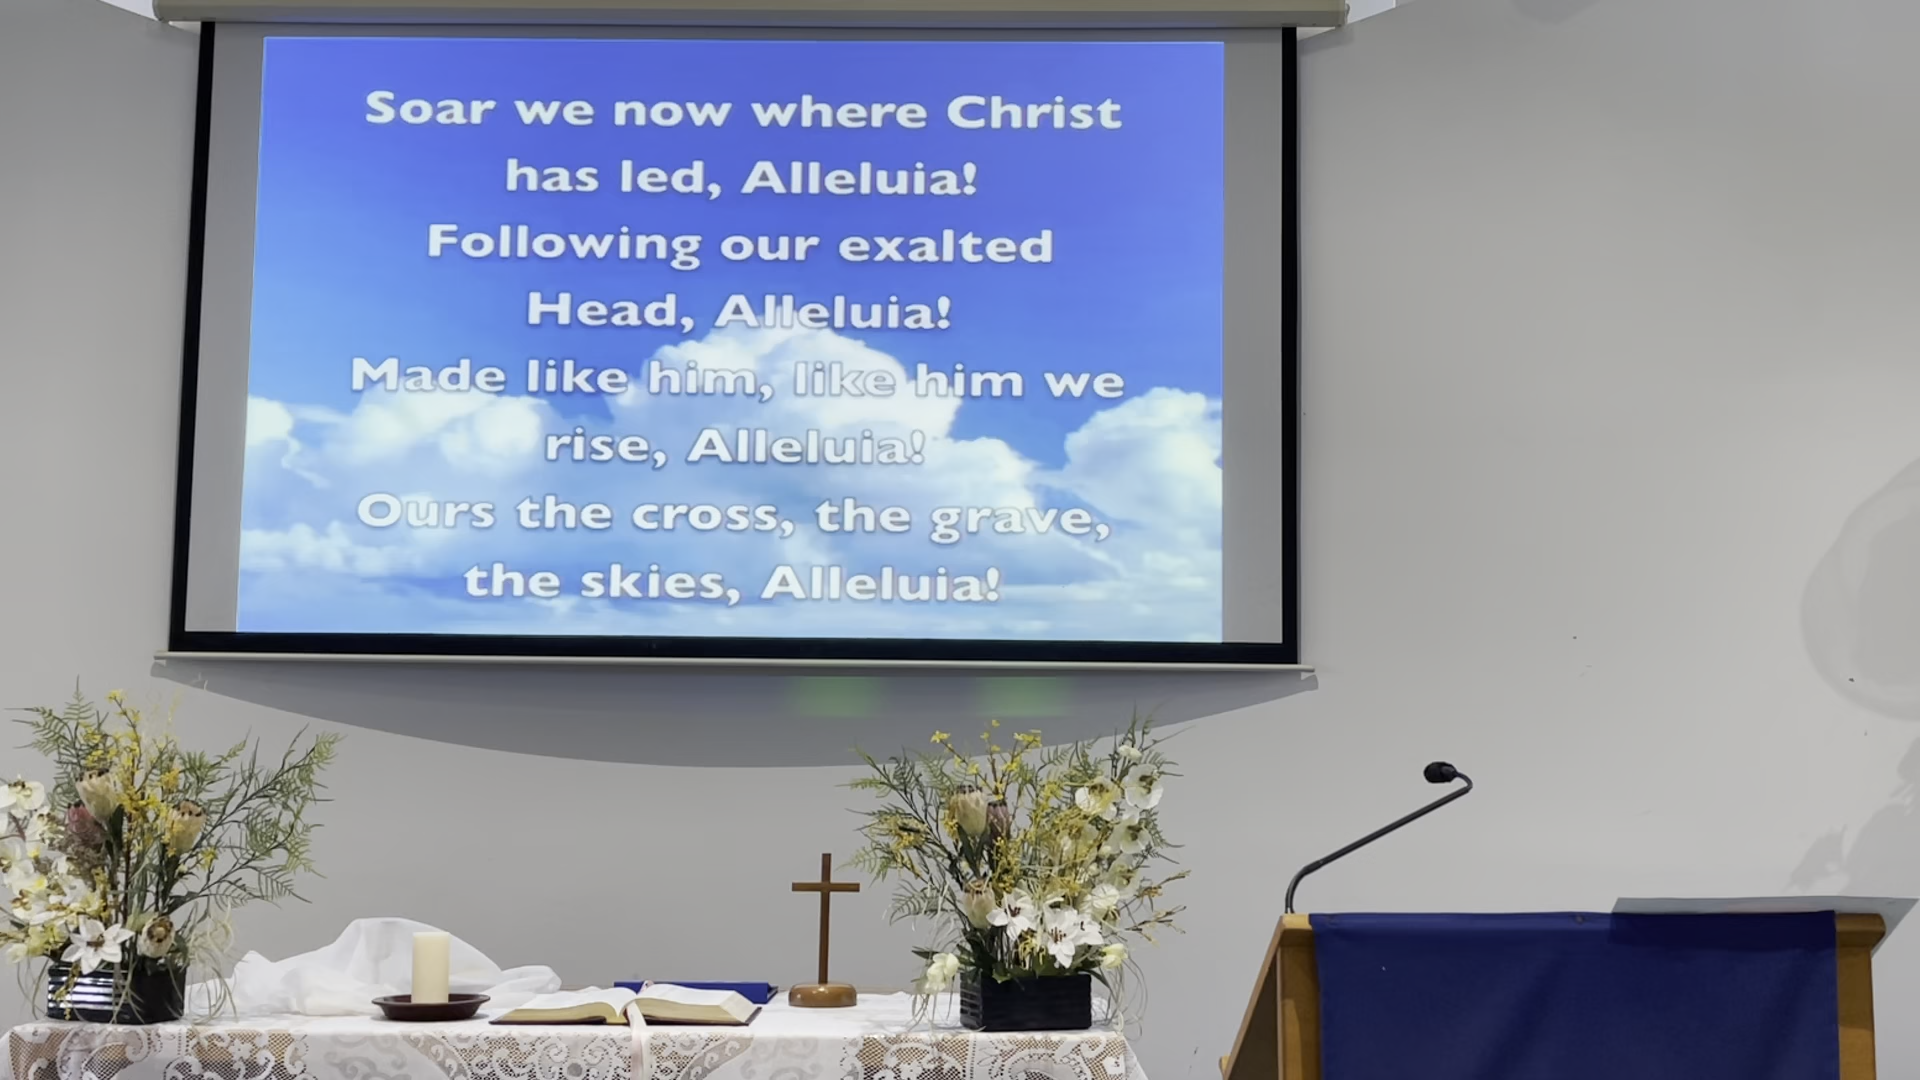 Soar we now where Christ
has led, Alleluia!
Following our exalted
Head, Alleluia!
Made like him, like him we
rise, Alleluia!
Ours the cross, the grave,
the skies, Alleluia!